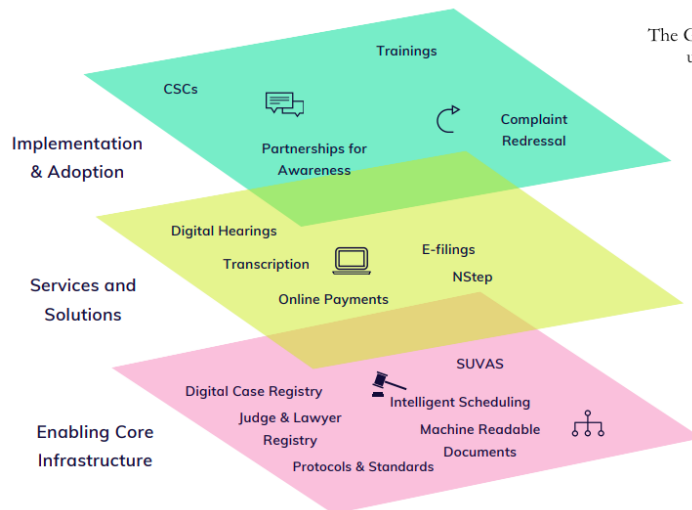 The C
u
Trainings
CSCs
Complaint
Redressal
Partnerships for
Awareness
Implementation
& Adoption
Digital Hearings
E-filings
Transcription
NStep
Online Payments
Services and
Solutions
SUVAS
Digital Case Registry
Intelligent Scheduling
Judge & Lawyer
Registry
Machine Readable
Documents
Protocols & Standards
Enabling Core
Infrastructure